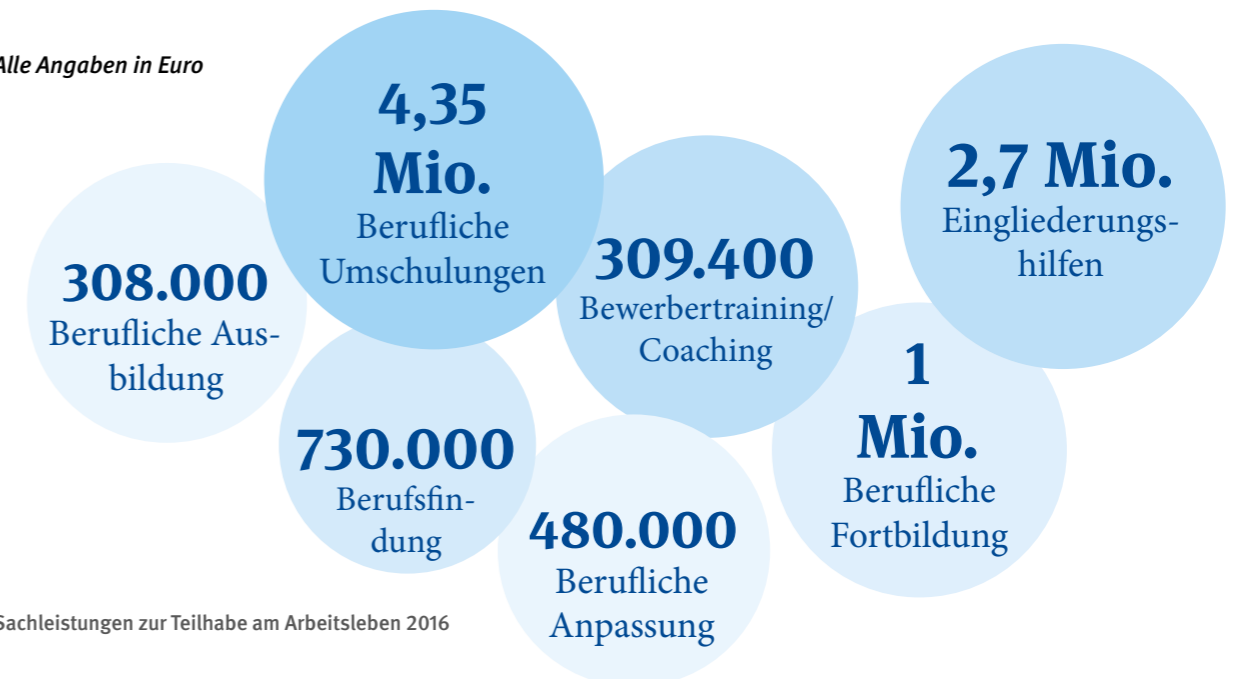 Alle Angaben in Euro
4,35
Mio.
Berufliche
Umschulungen
2,7 Mio.
Eingliederungs-
hilfen
308.000
Berufliche Aus-
bildung
309.400
Bewerbertraining/
Coaching
1
Mio.
Berufliche
Fortbildung
730.000
Berufsfin-
dung
480.000
Berufliche
Anpassung
Sachleistungen zur Teilhabe am Arbeitsleben 2016